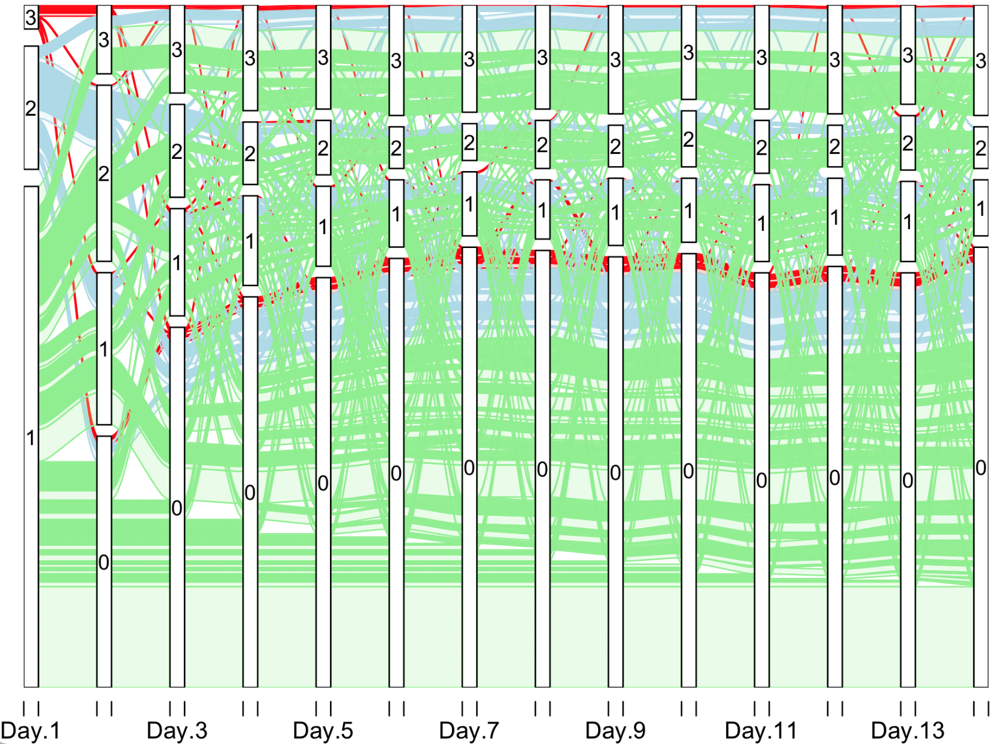 3 3 3 3 3 3 3 3 3 3 3 3 3 3
2 2 2 2 2 2 2 2 2 2 2 2 2 2
1 1 1 1 1 1 1 1 1 1 1 1 1 1
0 0 0 0 0 0 0 0 0 0 0 0 0
Day.1 Day.3 Day.5 Day.7 Day.9 Day.11 Day.13